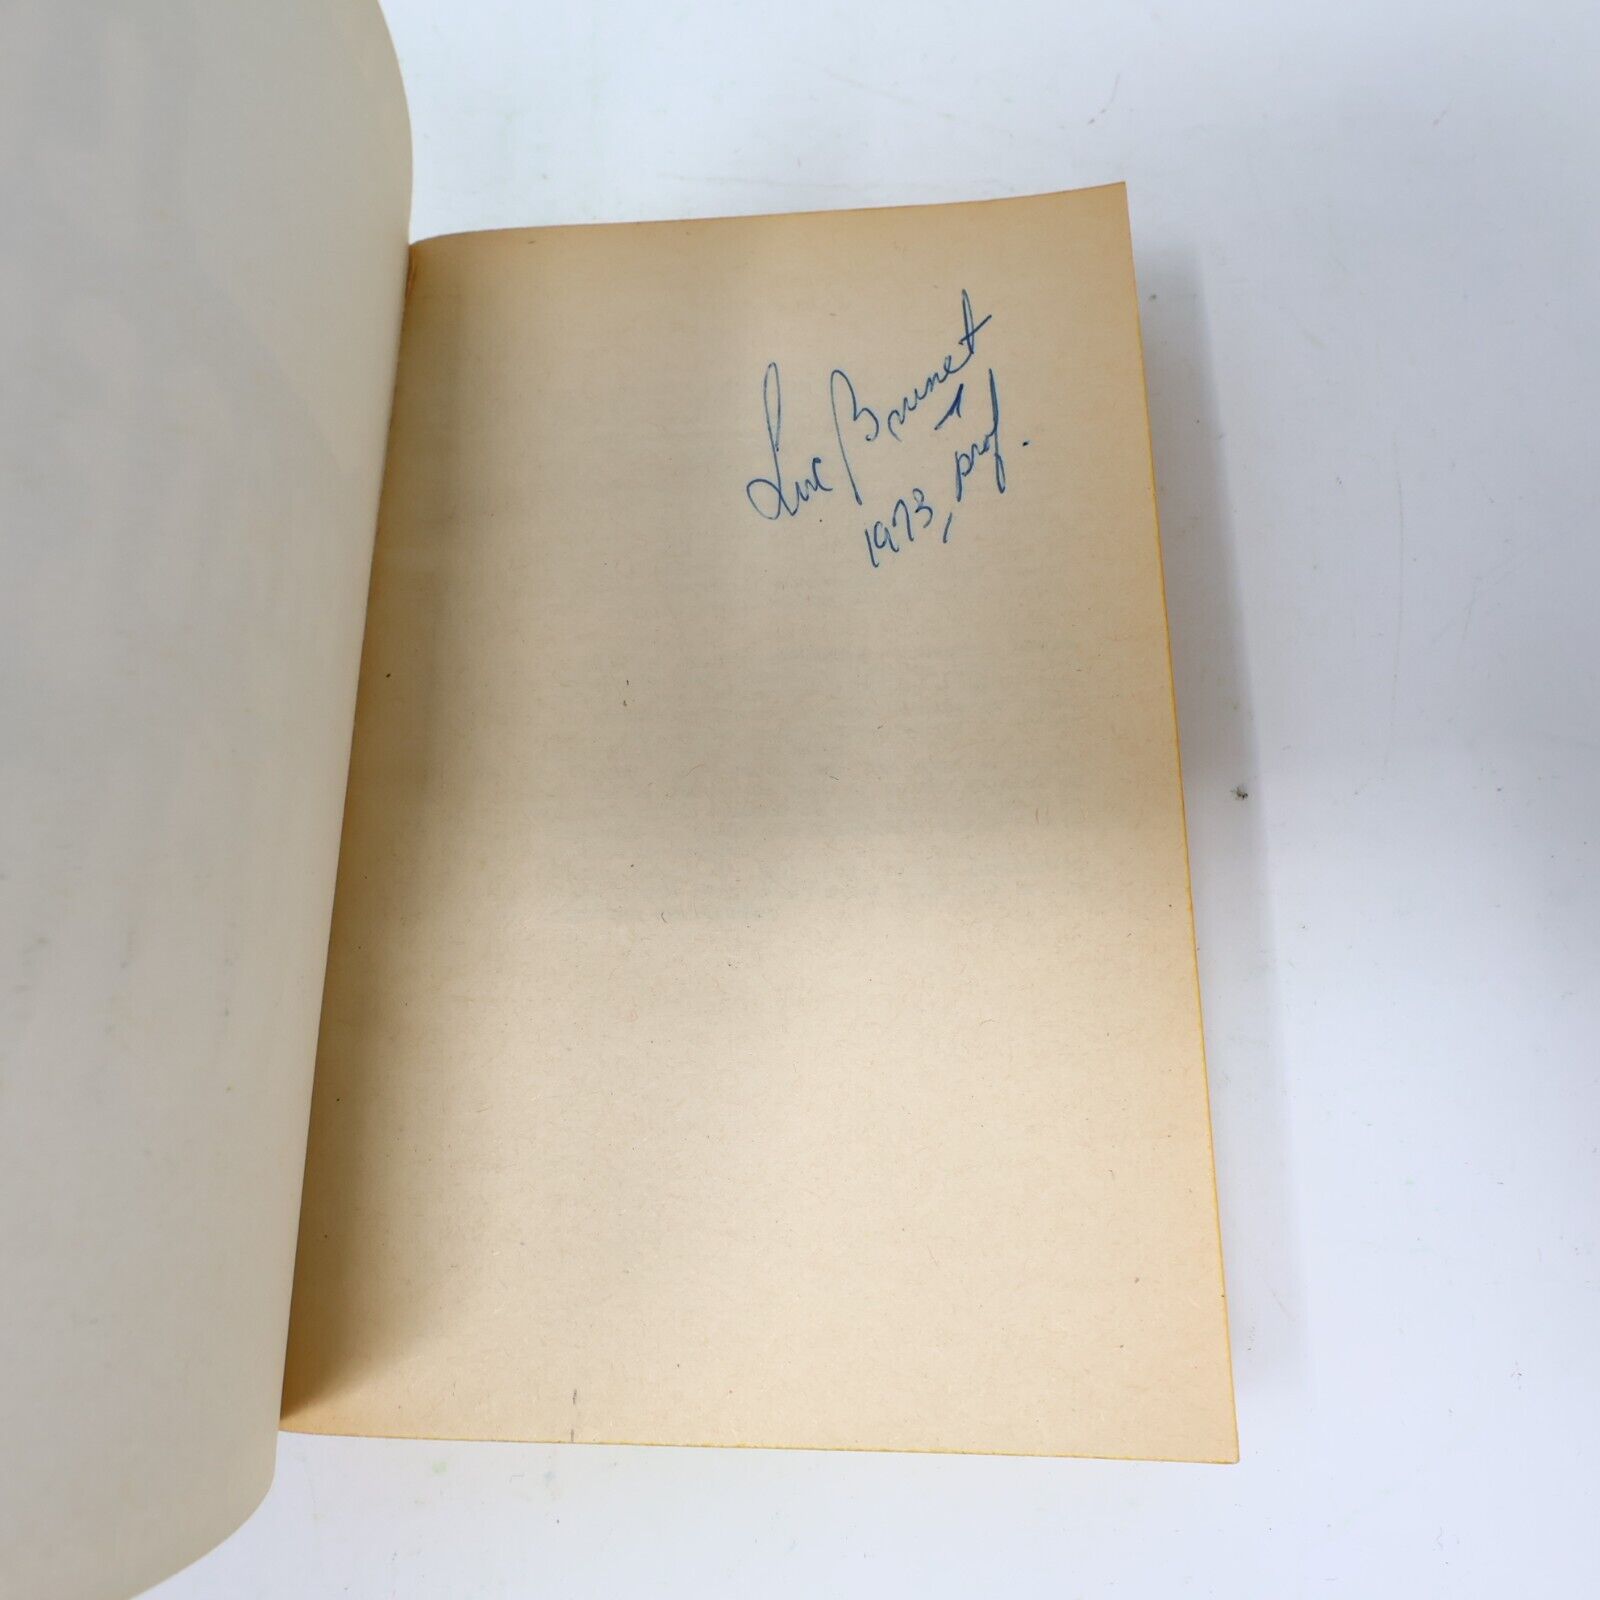 Luc Brunet
1973, prof.